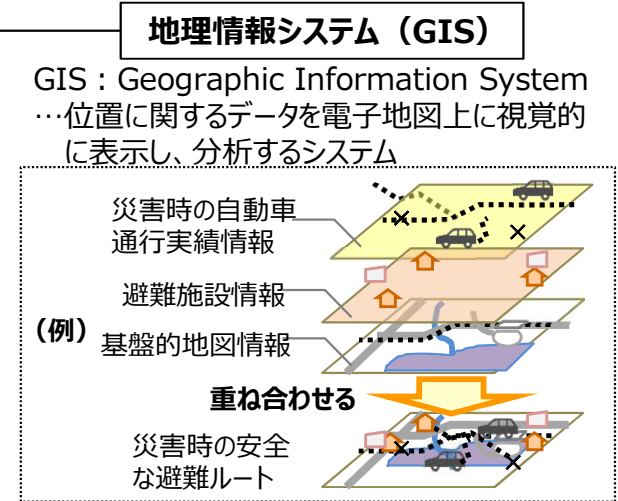 地理情報システム（GIS）
GIS：Geographic Information System
…位置に関するデータを電子地図上に視覚的
に表示し、分析するシステム
災害時の自動車
通行実績情報
避難施設情報
（例）
基盤的地図情報
重ね合わせる
災害時の安全
な避難ルート